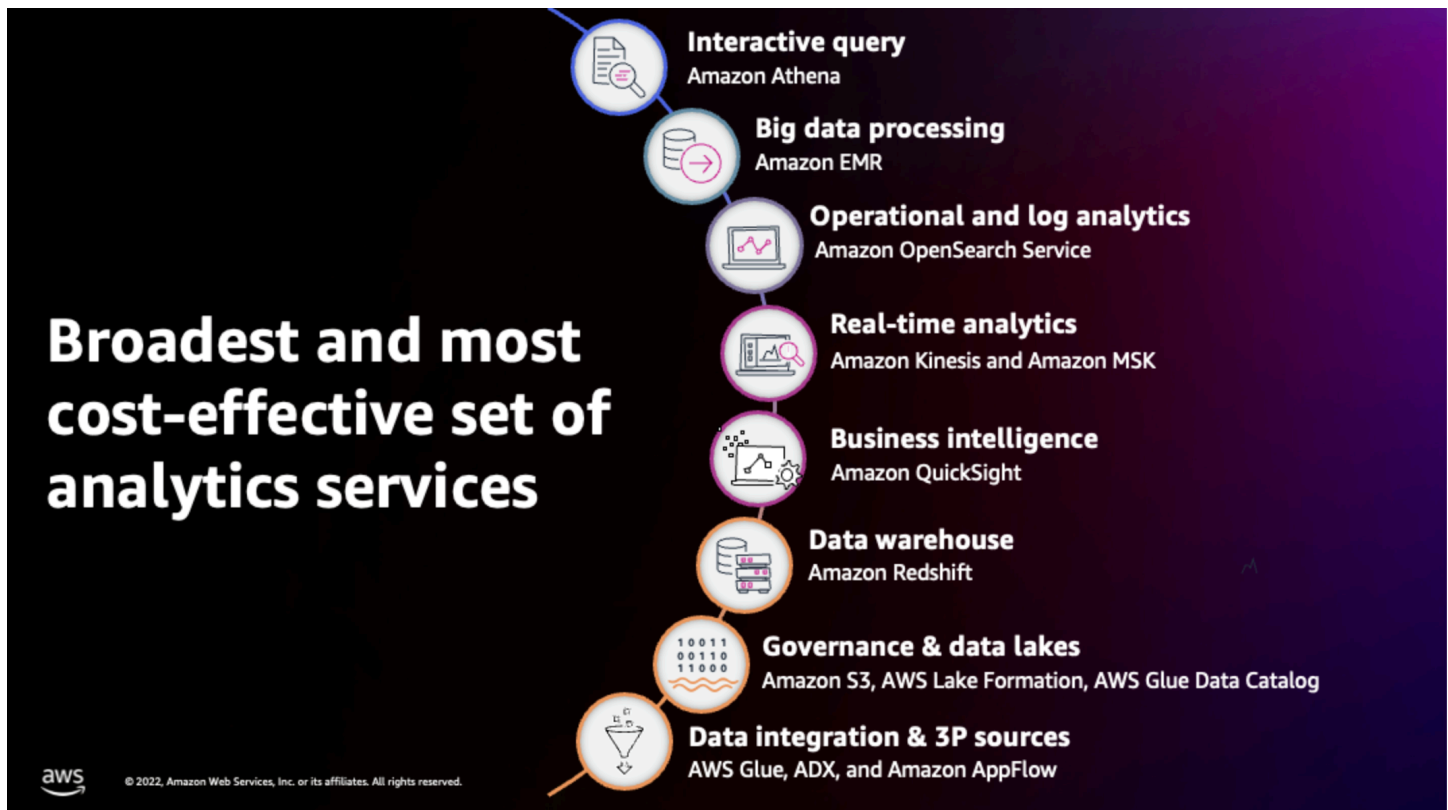 Interactive query
Amazon Athena
Big data processing
Amazon EMR
Operational and log analytics
Amazon OpenSearch Service
Real-time analytics
Amazon Kinesis and Amazon MSK
Broadest and most
cost-effective set of
analytics services
Business intelligence
Amazon QuickSight
Data warehouse
Amazon Redshift
10011
00110
11000
Governance & data lakes
Amazon S3, AWS Lake Formation, AWS Glue Data Catalog
Data integration & 3P sources
AWS Glue, ADX, and Amazon AppFlow
aws
© 2022, Amazon Web Services, Inc. or its affiliates. All rights reserved.